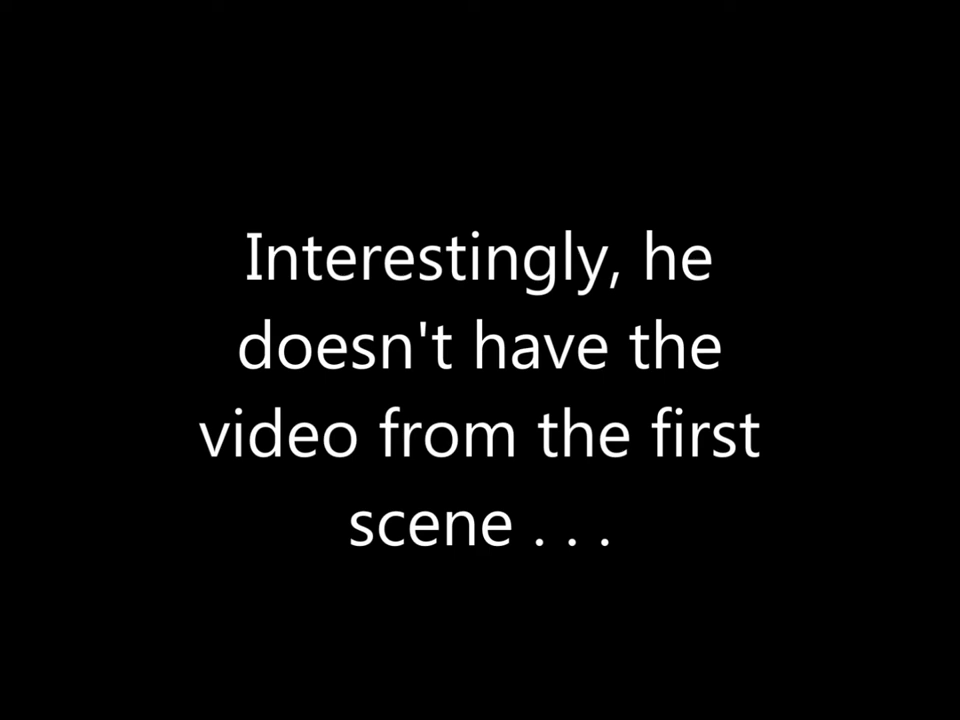 Interestingly, he
doesn't have the
video from the first
scene . . .